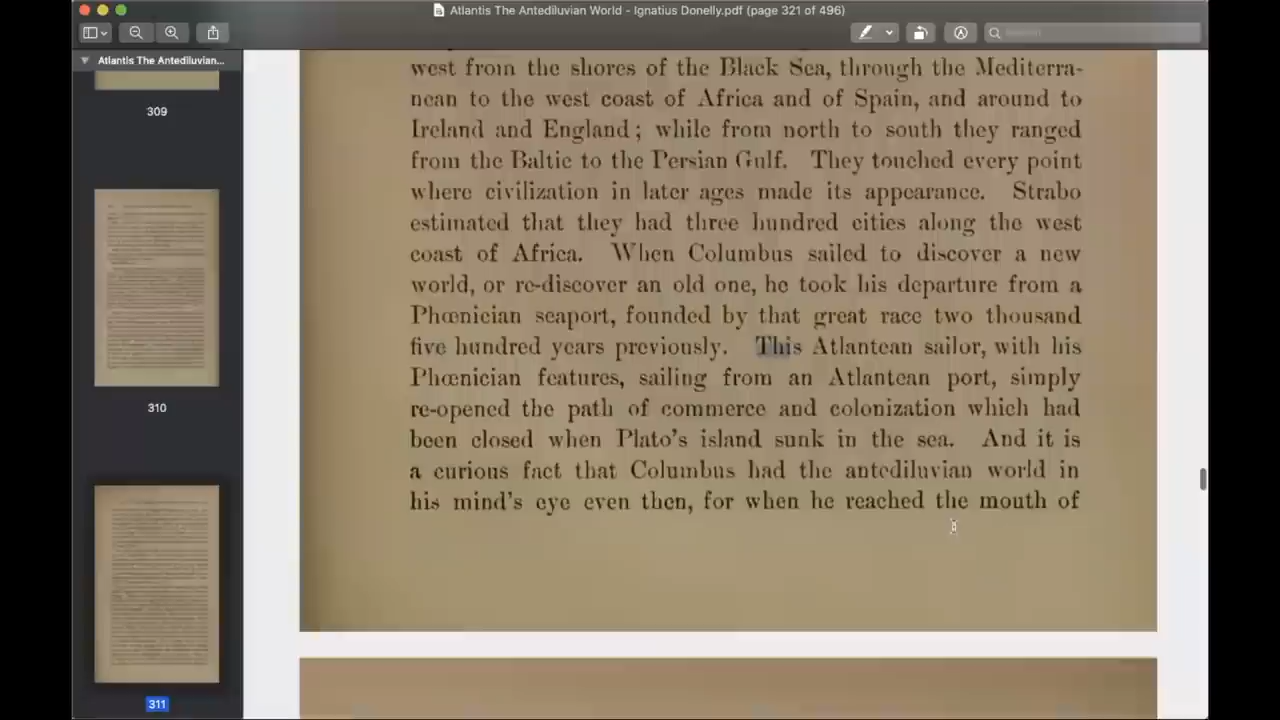 Atlantis The Antediluvian World - Ignatius Donelly.pdf (page 321 of 496)
Search
Atlantis The Antediluvian...
309
310
311
west from the shores of the Black Sea, through the Mediterra-
nean to the west coast of Africa and of Spain, and around to
Ireland and England; while from north to south they ranged
from the Baltic to the Persian Gulf. They touched every point
where civilization in later ages made its appearance. Strabo
estimated that they had three hundred cities along the west
coast of Africa. When Columbus sailed to discover a new
world, or re-discover an old one, he took his departure from a
Phœnician seaport, founded by that great race two thousand
five hundred years previously. This Atlantean sailor, with his
Phœnician features, sailing from an Atlantean port, simply
re-opened the path of commerce and colonization which had
been closed when Plato's island sunk in the sea. And it is
a curious fact that Columbus had the antediluvian world in
his mind's eye even then, for when he reached the mouth of